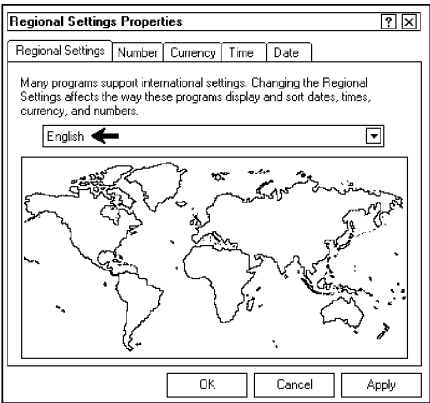 Regional Settings Properties
Regional Settings Number Currency Time Date
Many programs support international settings. Changing the Regional
Settings affects the way these programs display and sort dates, times,
currency, and numbers.
English
OK Cancel Apply